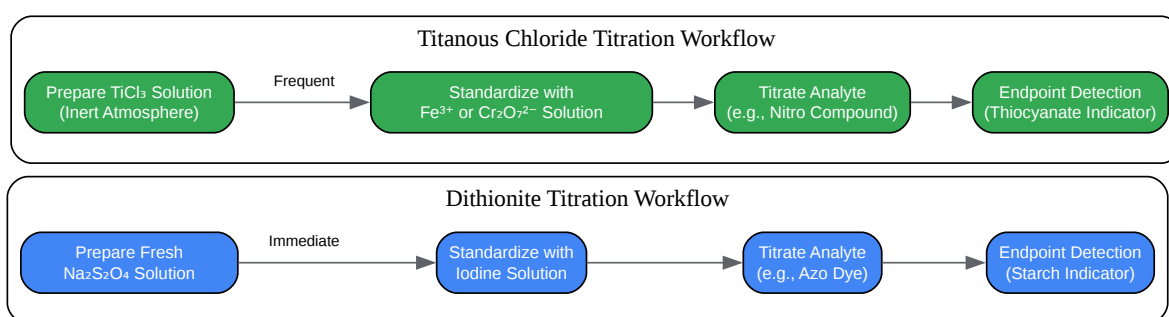 Titanous Chloride Titration Workflow
Prepare TiCl₃ Solution
(Inert Atmosphere)
Frequent
Standardize with
Fe³⁺ or Cr₂O₇²⁻ Solution
Titrate Analyte
(e.g., Nitro Compound)
Endpoint Detection
(Thiocyanate Indicator)
Dithionite Titration Workflow
Prepare Fresh
Na₂S₂O₄ Solution
Immediate
Standardize with
Iodine Solution
Titrate Analyte
(e.g., Azo Dye)
Endpoint Detection
(Starch Indicator)